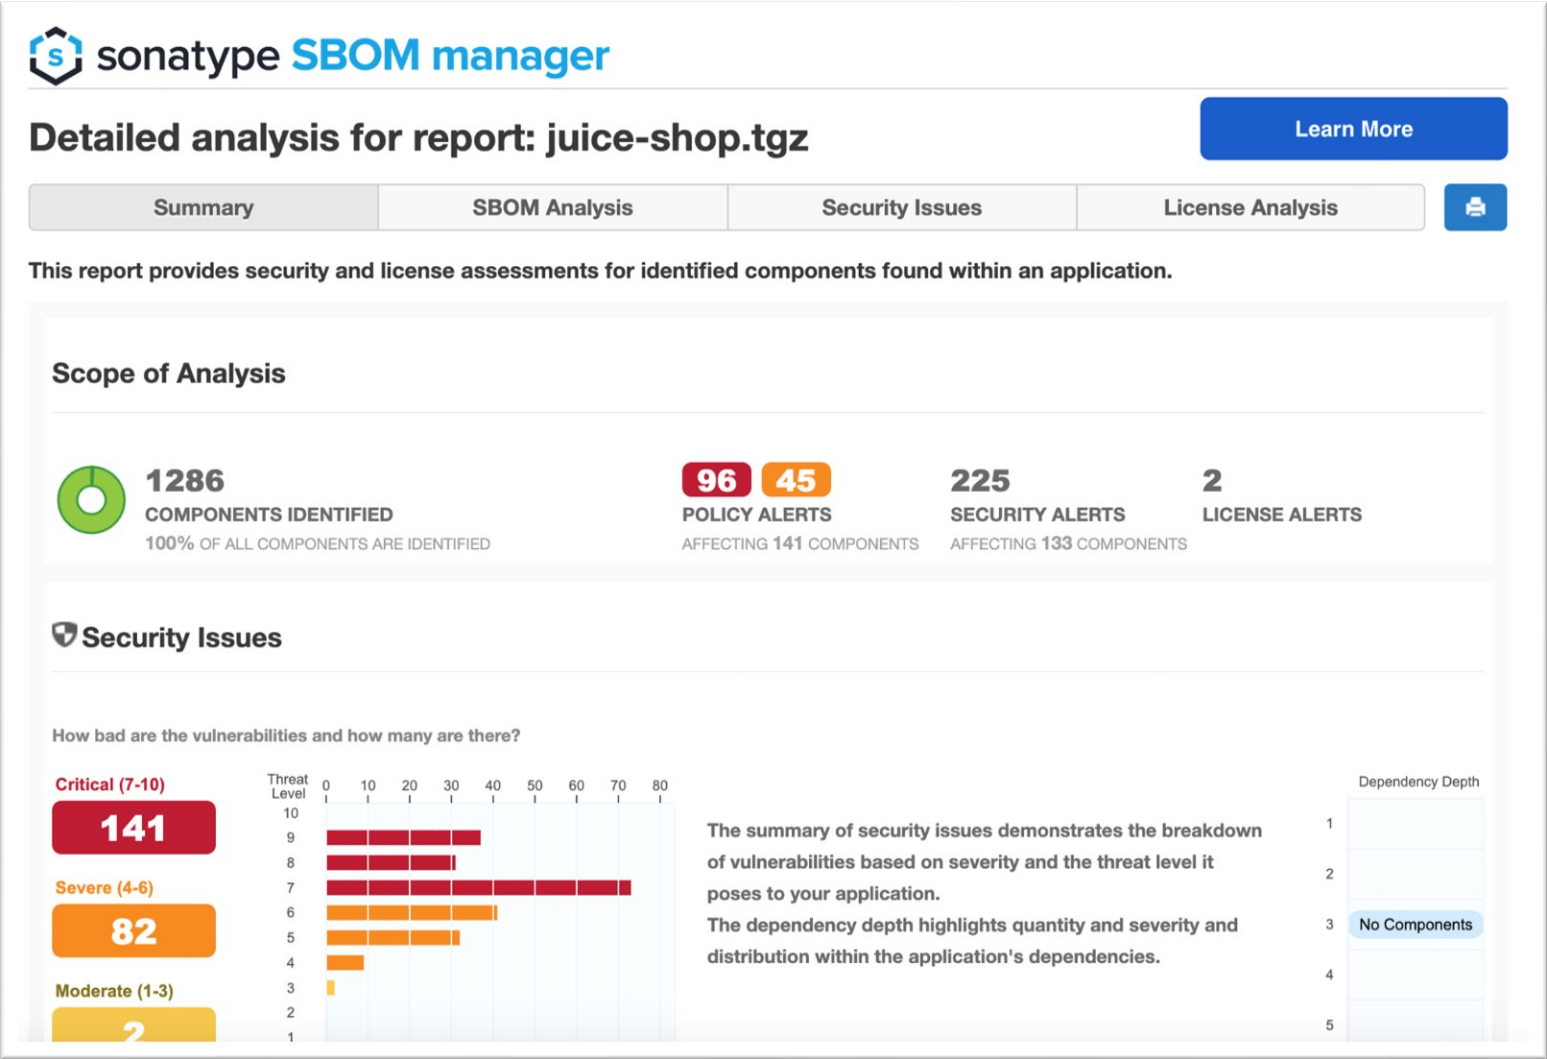 sonatype SBOM manager
Detailed analysis for report: juice-shop.tgz
Learn More
Summary
SBOM Analysis
Security Issues
License Analysis
This report provides security and license assessments for identified components found within an application.
Scope of Analysis
1286
COMPONENTS IDENTIFIED
100% OF ALL COMPONENTS ARE IDENTIFIED
96 45
POLICY ALERTS
AFFECTING 141 COMPONENTS
225
SECURITY ALERTS
AFFECTING 133 COMPONENTS
2
LICENSE ALERTS
Security Issues
How bad are the vulnerabilities and how many are there?
Critical (7-10)
141
Severe (4-6)
82
Moderate (1-3)
2
Threat
Level
0 10 20 30 40 50 60 70 80
10
9
8
7
6
5
4
3
2
1
The summary of security issues demonstrates the breakdown
of vulnerabilities based on severity and the threat level it
poses to your application.
The dependency depth highlights quantity and severity and
distribution within the application's dependencies.
Dependency Depth
1
2
3 No Components
4
5